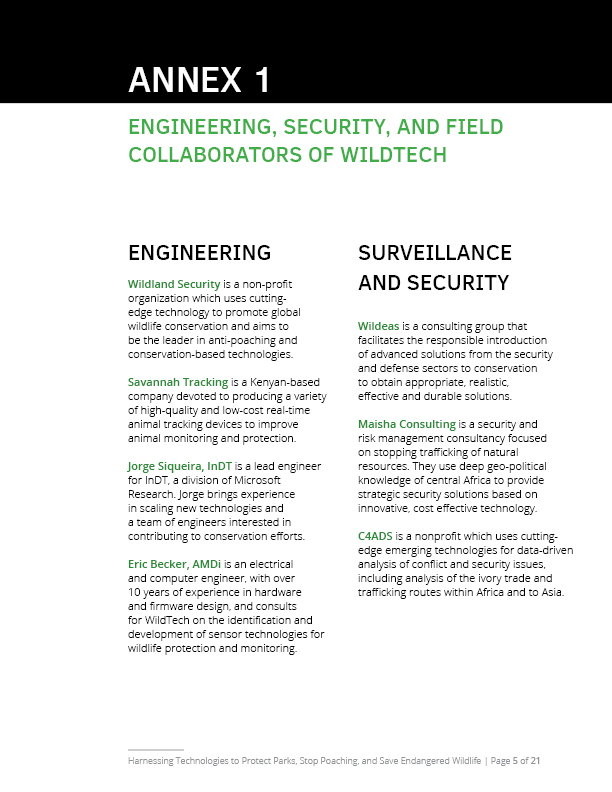 ANNEX 1
ENGINEERING, SECURITY, AND FIELD
COLLABORATORS OF WILDTECH
ENGINEERING
Wildland Security is a non-profit
organization which uses cutting-
edge technology to promote global
wildlife conservation and aims to
be the leader in anti-poaching and
conservation-based technologies.
Savannah Tracking is a Kenyan-based
company devoted to producing a variety
of high-quality and low-cost real-time
animal tracking devices to improve
animal monitoring and protection.
Jorge Siqueira, InDT is a lead engineer
for InDT, a division of Microsoft
Research. Jorge brings experience
in scaling new technologies and
a team of engineers interested in
contributing to conservation efforts.
Eric Becker, AMDi is an electrical
and computer engineer, with over
10 years of experience in hardware
and firmware design, and consults
for WildTech on the identification and
development of sensor technologies for
wildlife protection and monitoring.
SURVEILLANCE
AND SECURITY
Wildeas is a consulting group that
facilitates the responsible introduction
of advanced solutions from the security
and defense sectors to conservation
to obtain appropriate, realistic,
effective and durable solutions.
Maisha Consulting is a security and
risk management consultancy focused
on stopping trafficking of natural
resources. They use deep geo-political
knowledge of central Africa to provide
strategic security solutions based on
innovative, cost effective technology.
C4ADS is a nonprofit which uses cutting-
edge emerging technologies for data-driven
analysis of conflict and security issues,
including analysis of the ivory trade and
trafficking routes within Africa and to Asia.
Harnessing Technologies to Protect Parks, Stop Poaching, and Save Endangered Wildlife | Page 5 of 21